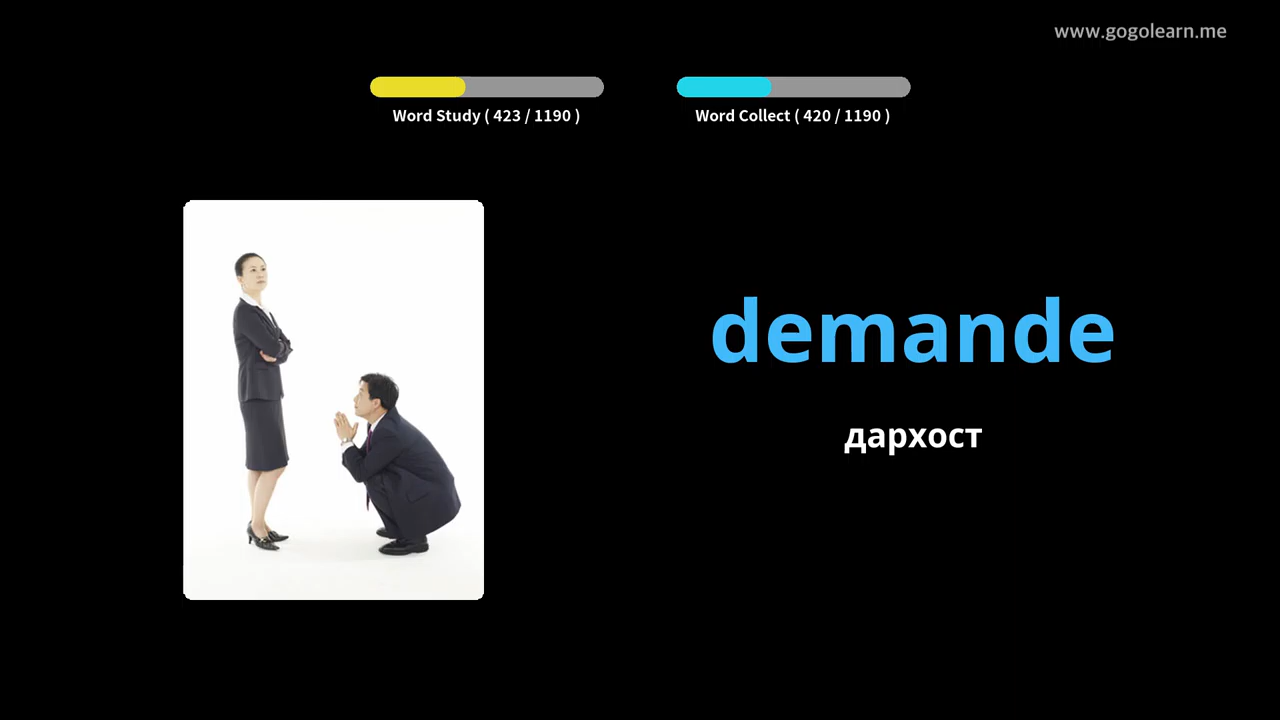 www.gogolearn.me
Word Study ( 423 / 1190 )
Word Collect ( 420 / 1190 )
demande
дархост